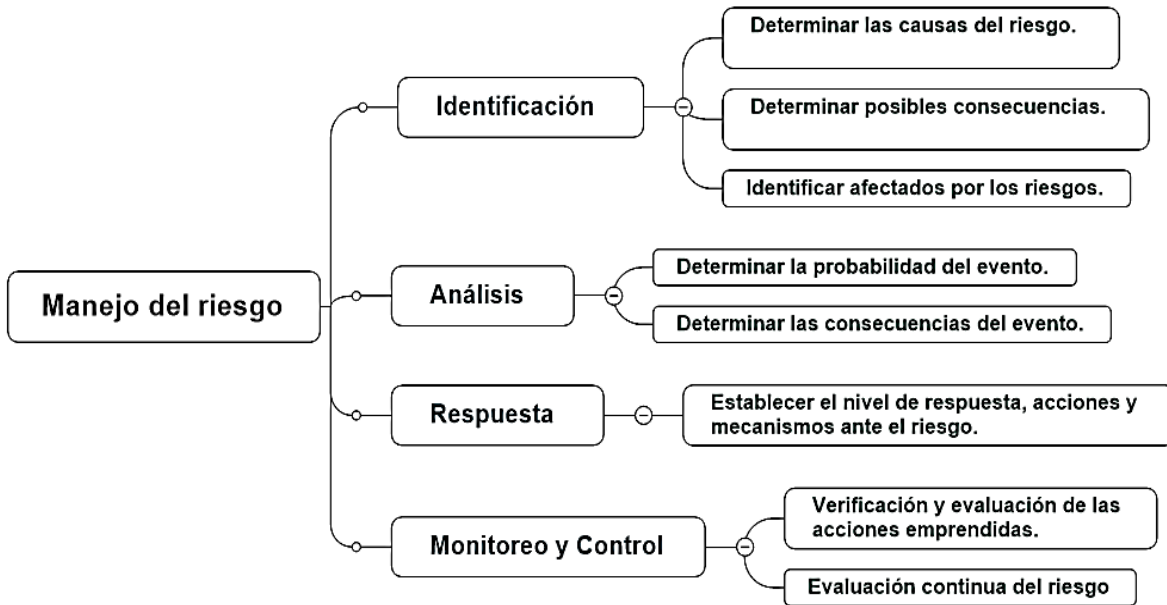 Manejo del riesgo
Identificación
Determinar las causas del riesgo.
Determinar posibles consecuencias.
Identificar afectados por los riesgos.
Análisis
Determinar la probabilidad del evento.
Determinar las consecuencias del evento.
Respuesta
Establecer el nivel de respuesta, acciones y
mecanismos ante el riesgo.
Monitoreo y Control
Verificación y evaluación de las
acciones emprendidas.
Evaluación continua del riesgo